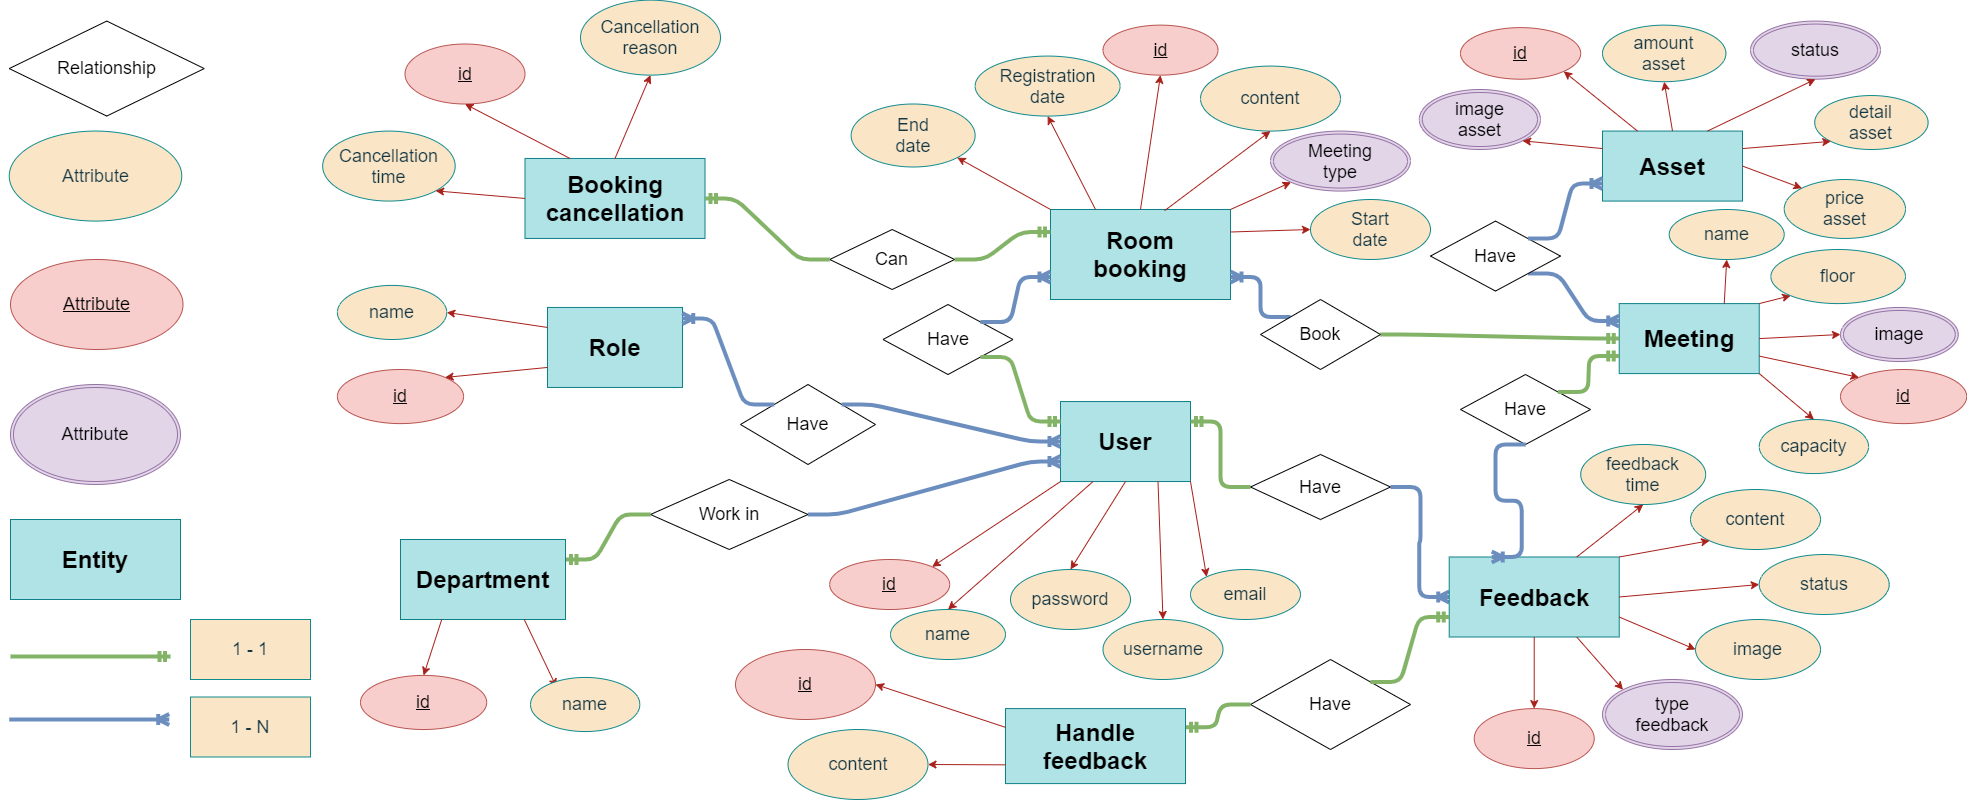 Relationship
Attribute
Attribute
Attribute
Entity
1 - 1
1 - N
id
Cancellation
reason
Cancellation
time
Booking
cancellation
Can
End
date
Registration
date
id
content
Meeting
type
Start
date
Room
booking
id
amount
asset
status
image
asset
detail
asset
price
asset
Asset
Have
name
floor
image
id
capacity
Meeting
Book
Have
name
id
Role
Have
Have
User
Have
Work in
Department
id
name
id
name
password
username
email
feedback
time
content
status
image
type
feedback
id
Feedback
Have
Handle
feedback
id
content